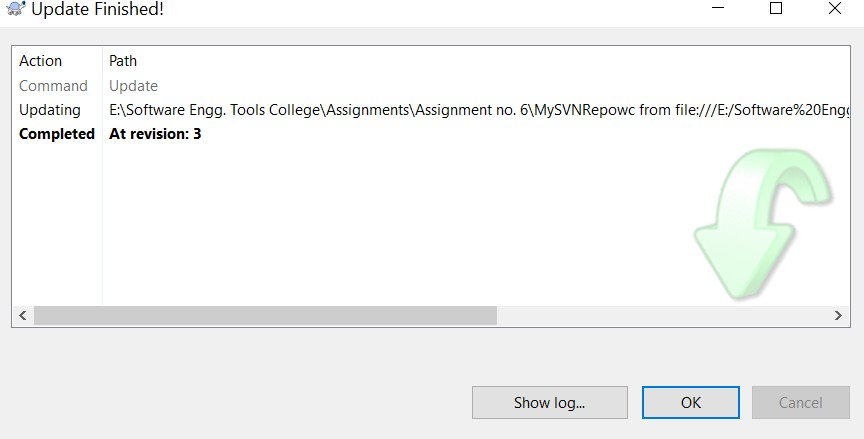 Update Finished!
Action Path
Command Update
Updating E:\Software Engg. Tools College\Assignments\Assignment no. 6\MySVNRepowc from file:///E:/Software%20Engg
Completed At revision: 3
Show log... OK Cancel